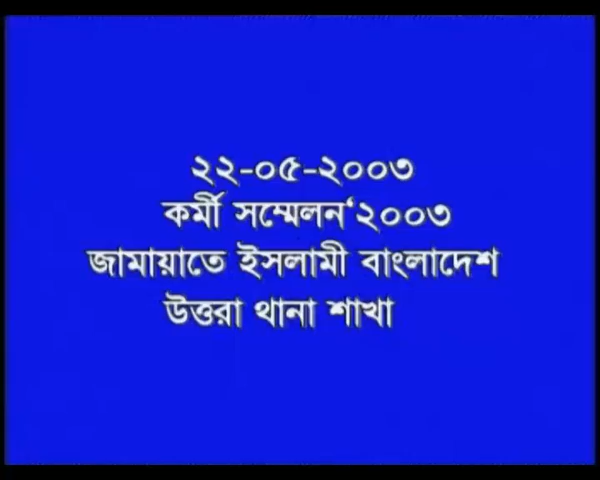 ২২-০৫-২০০৩
কর্মী সম্মেলন‘২০০৩
জামায়াতে ইসলামী বাংলাদেশ
উত্তরা থানা শাখা